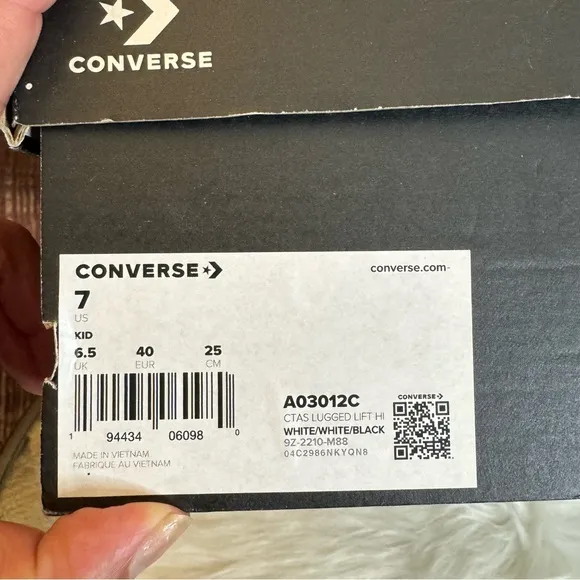 CONVERSE
CONVERSE
converse.com
7
US
KID
6.5 40 25
UK EUR CM
1 94434 06098 0
MADE IN VIETNAM
FABRIQUE AU VIETNAM
CONVERSE
A03012C
CTAS LUGGED LIFT HI
WHITE/WHITE/BLACK
9Z-2210-M88
04C2986NKYQN8